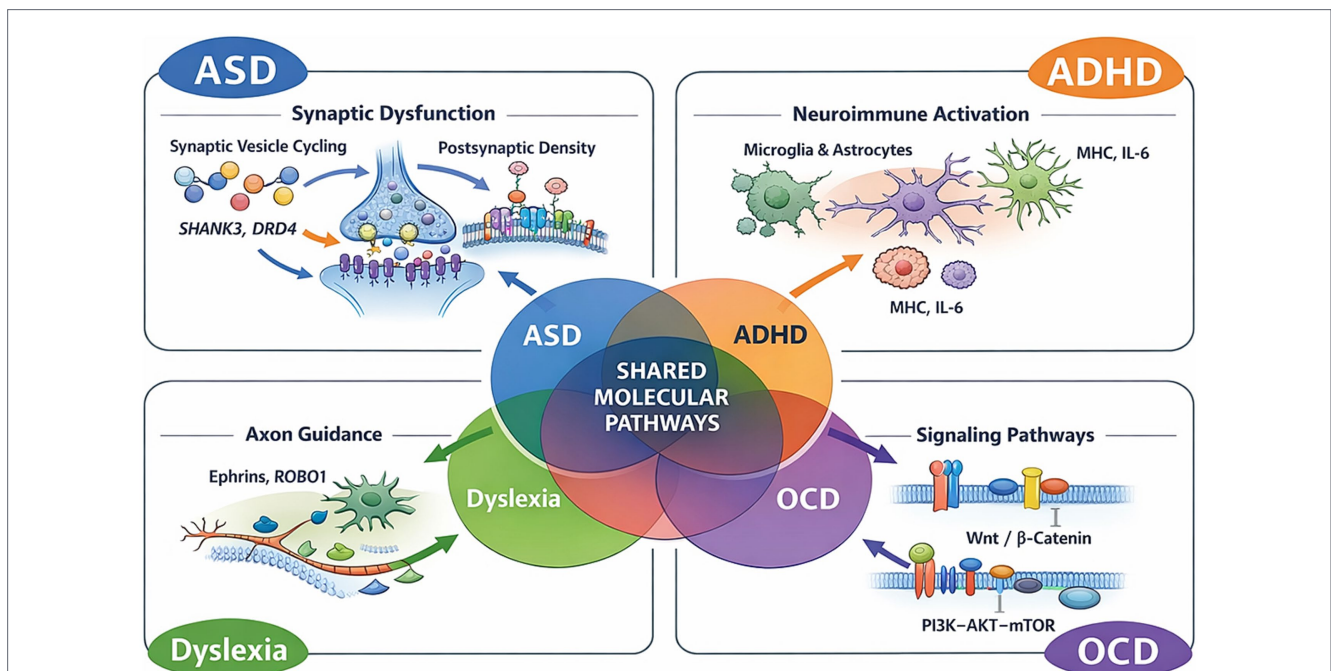 ASD
Synaptic Dysfunction
Synaptic Vesicle Cycling
Postsynaptic Density
SHANK3, DRD4
ADHD
Neuroimmune Activation
Microglia & Astrocytes
MHC, IL-6
MHC, IL-6
ASD
ADHD
SHARED
MOLECULAR
PATHWAYS
Dyslexia
OCD
Axon Guidance
Ephrins, ROBO1
Dyslexia
Signaling Pathways
Wnt / β-Catenin
PI3K–AKT–mTOR
OCD